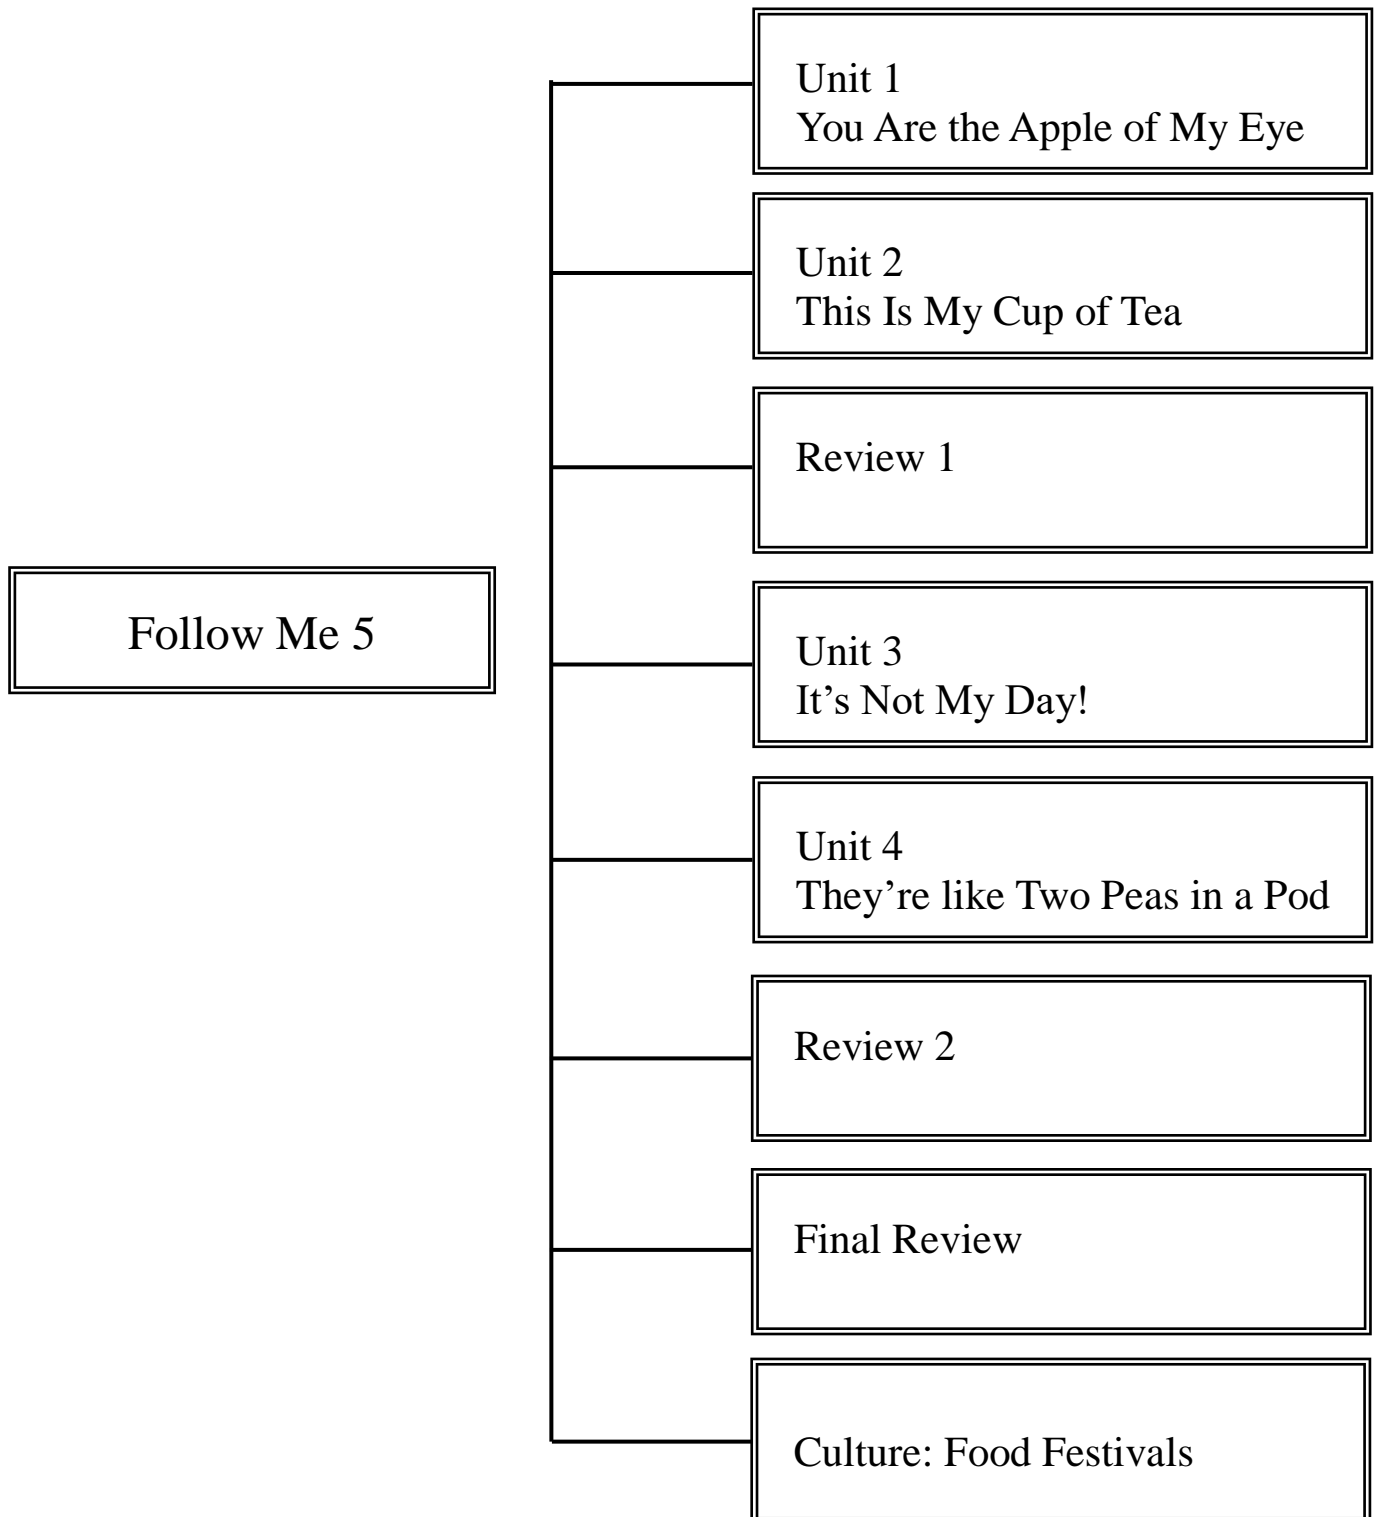 Unit 1
You Are the Apple of My Eye
Unit 2
This Is My Cup of Tea
Review 1
Follow Me 5
Unit 3
It’s Not My Day!
Unit 4
They’re like Two Peas in a Pod
Review 2
Final Review
Culture: Food Festivals